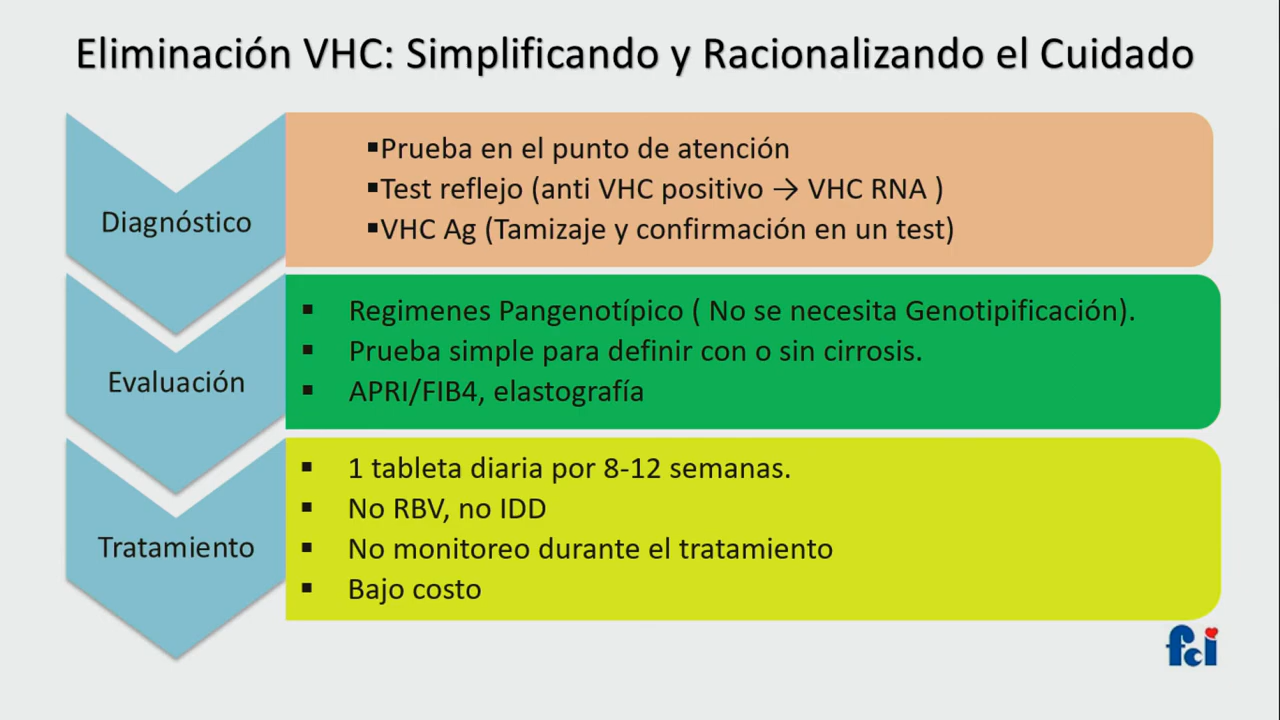 Eliminación VHC: Simplificando y Racionalizando el Cuidado
Diagnóstico
▪Prueba en el punto de atención
▪Test reflejo (anti VHC positivo → VHC RNA )
▪VHC Ag (Tamizaje y confirmación en un test)
Evaluación
▪ Regimenes Pangenotípico ( No se necesita Genotipificación).
▪ Prueba simple para definir con o sin cirrosis.
▪ APRI/FIB4, elastografía
Tratamiento
▪ 1 tableta diaria por 8-12 semanas.
▪ No RBV, no IDD
▪ No monitoreo durante el tratamiento
▪ Bajo costo
fci